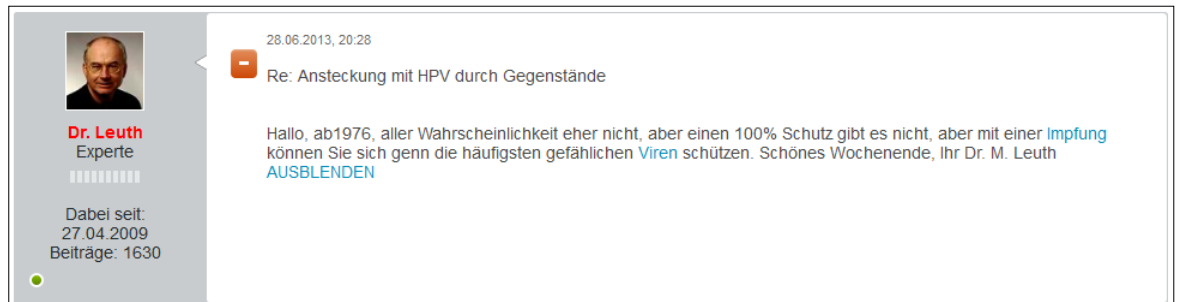 28.06.2013, 20:28
Re: Ansteckung mit HPV durch Gegenstände
Dr. Leuth
Experte
Dabei seit:
27.04.2009
Beiträge: 1630
Hallo, ab1976, aller Wahrscheinlichkeit eher nicht, aber einen 100% Schutz gibt es nicht, aber mit einer Impfung
können Sie sich genn die häufigsten gefählichen Viren schützen. Schönes Wochenende, Ihr Dr. M. Leuth
AUSBLENDEN